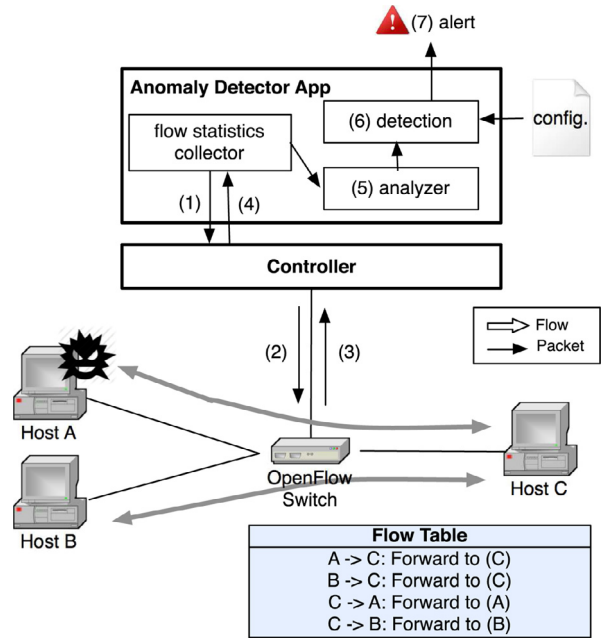 (7) alert
Anomaly Detector App
flow statistics
collector
(6) detection
config.
(5) analyzer
(1)
(4)
Controller
Flow
Packet
(2)
(3)
Host A
OpenFlow
Switch
Host C
Host B
Flow Table
A -> C: Forward to (C)
B -> C: Forward to (C)
C -> A: Forward to (A)
C -> B: Forward to (B)